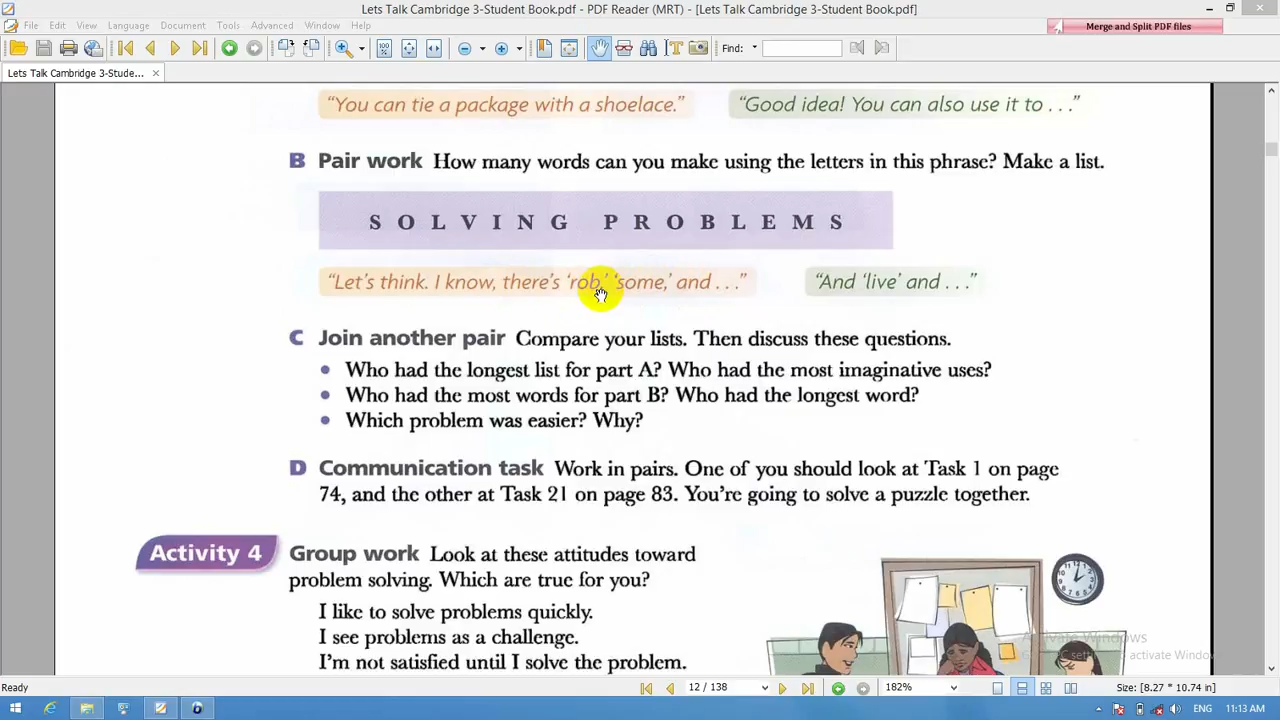 Lets Talk Cambridge 3-Student Book.pdf - PDF Reader (MRT) - [Lets Talk Cambridge 3-Student Book.pdf]
File Edit View Language Document Tools Advanced Window Help
Merge and Split PDF files
Find:
Lets Talk Cambridge 3-Stude...
"You can tie a package with a shoelace." "Good idea! You can also use it to . . ."
B Pair work How many words can you make using the letters in this phrase? Make a list.
SOLVING PROBLEMS
"Let's think. I know, there's 'rob,' 'some,' and . . ." "And 'live' and . . ."
C Join another pair Compare your lists. Then discuss these questions.
• Who had the longest list for part A? Who had the most imaginative uses?
• Who had the most words for part B? Who had the longest word?
• Which problem was easier? Why?
D Communication task Work in pairs. One of you should look at Task 1 on page
74, and the other at Task 21 on page 83. You're going to solve a puzzle together.
Activity 4 Group work Look at these attitudes toward
problem solving. Which are true for you?
I like to solve problems quickly.
I see problems as a challenge.
I'm not satisfied until I solve the problem.
Activate Windows
activate Windows
Ready 12 / 138 182% Size: [8.27 * 10.74 in]
ENG 11:13 AM